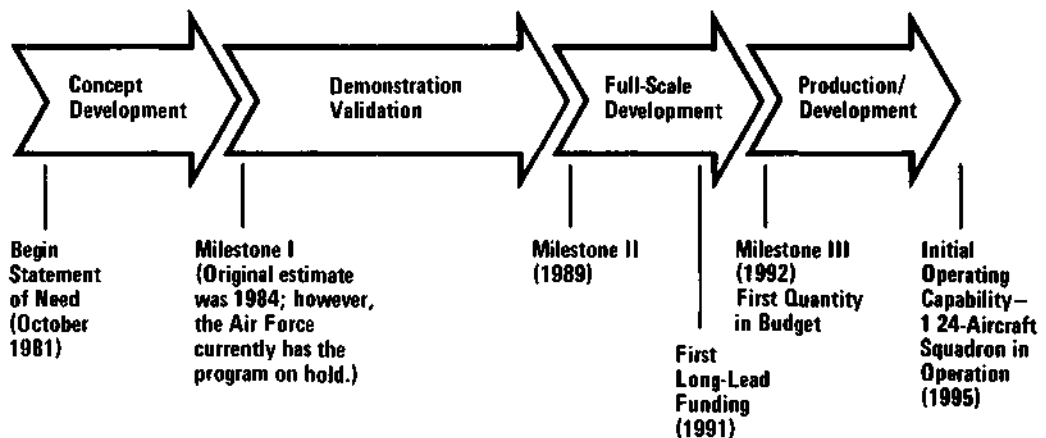 Concept
Development
Demonstration
Validation
Full-Scale
Development
Production/
Development
Begin
Statement
of Need
(October
1981)
Milestone I
(Original estimate
was 1984; however,
the Air Force
currently has the
program on hold.)
Milestone II
(1989)
First
Long-Lead
Funding
(1991)
Milestone III
(1992)
First Quantity
in Budget
Initial
Operating
Capability–
1 24-Aircraft
Squadron in
Operation
(1995)